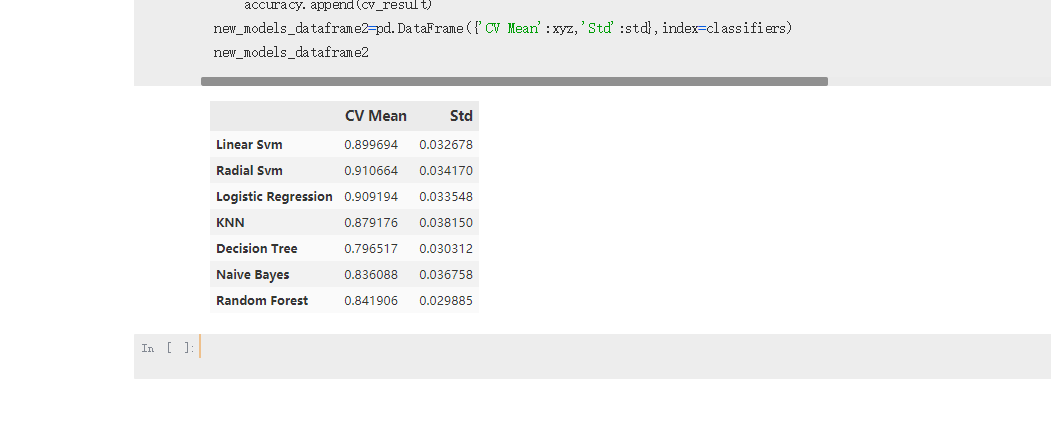 accuracy.append(cv_result)
new_models_dataframe2=pd.DataFrame({'CV Mean':xyz,'Std':std},index=classifiers)
new_models_dataframe2
CV Mean Std
Linear Svm 0.899694 0.032678
Radial Svm 0.910664 0.034170
Logistic Regression 0.909194 0.033548
KNN 0.879176 0.038150
Decision Tree 0.796517 0.030312
Naive Bayes 0.836088 0.036758
Random Forest 0.841906 0.029885
In [ ]: